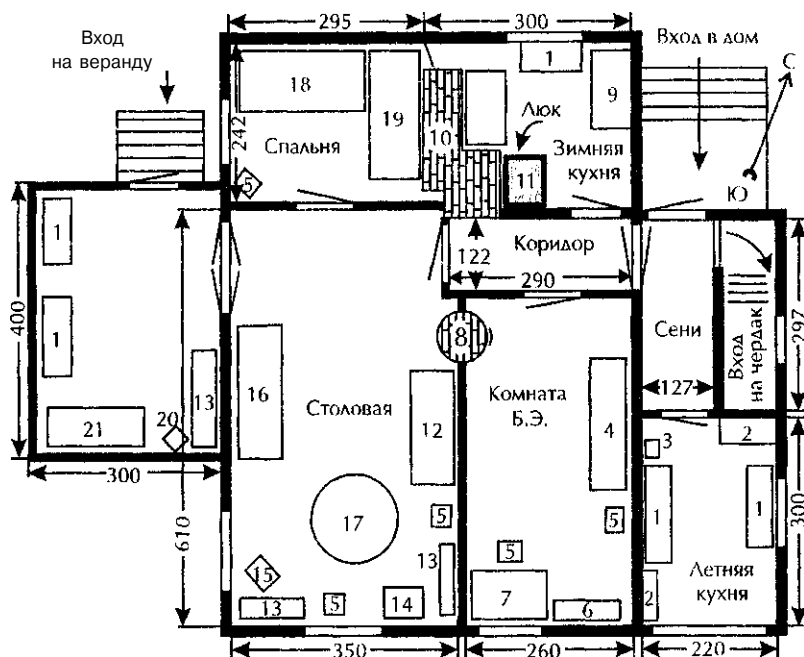 295
300
Вход
на веранду
Вход в дом
С
1
18
19
9
10
Люк
242
Спальня
Зимняя
кухня
11
5
Ю
1
Коридор
122
290
400
1
8
Сени
Вход
на чердак
297
127
16
Столовая
Комната
Б.Э.
12
4
13
20
21
2
3
300
610
17
5
5
1
1
300
15
13
5
Летняя
кухня
13
5
14
7
6
2
350
260
220